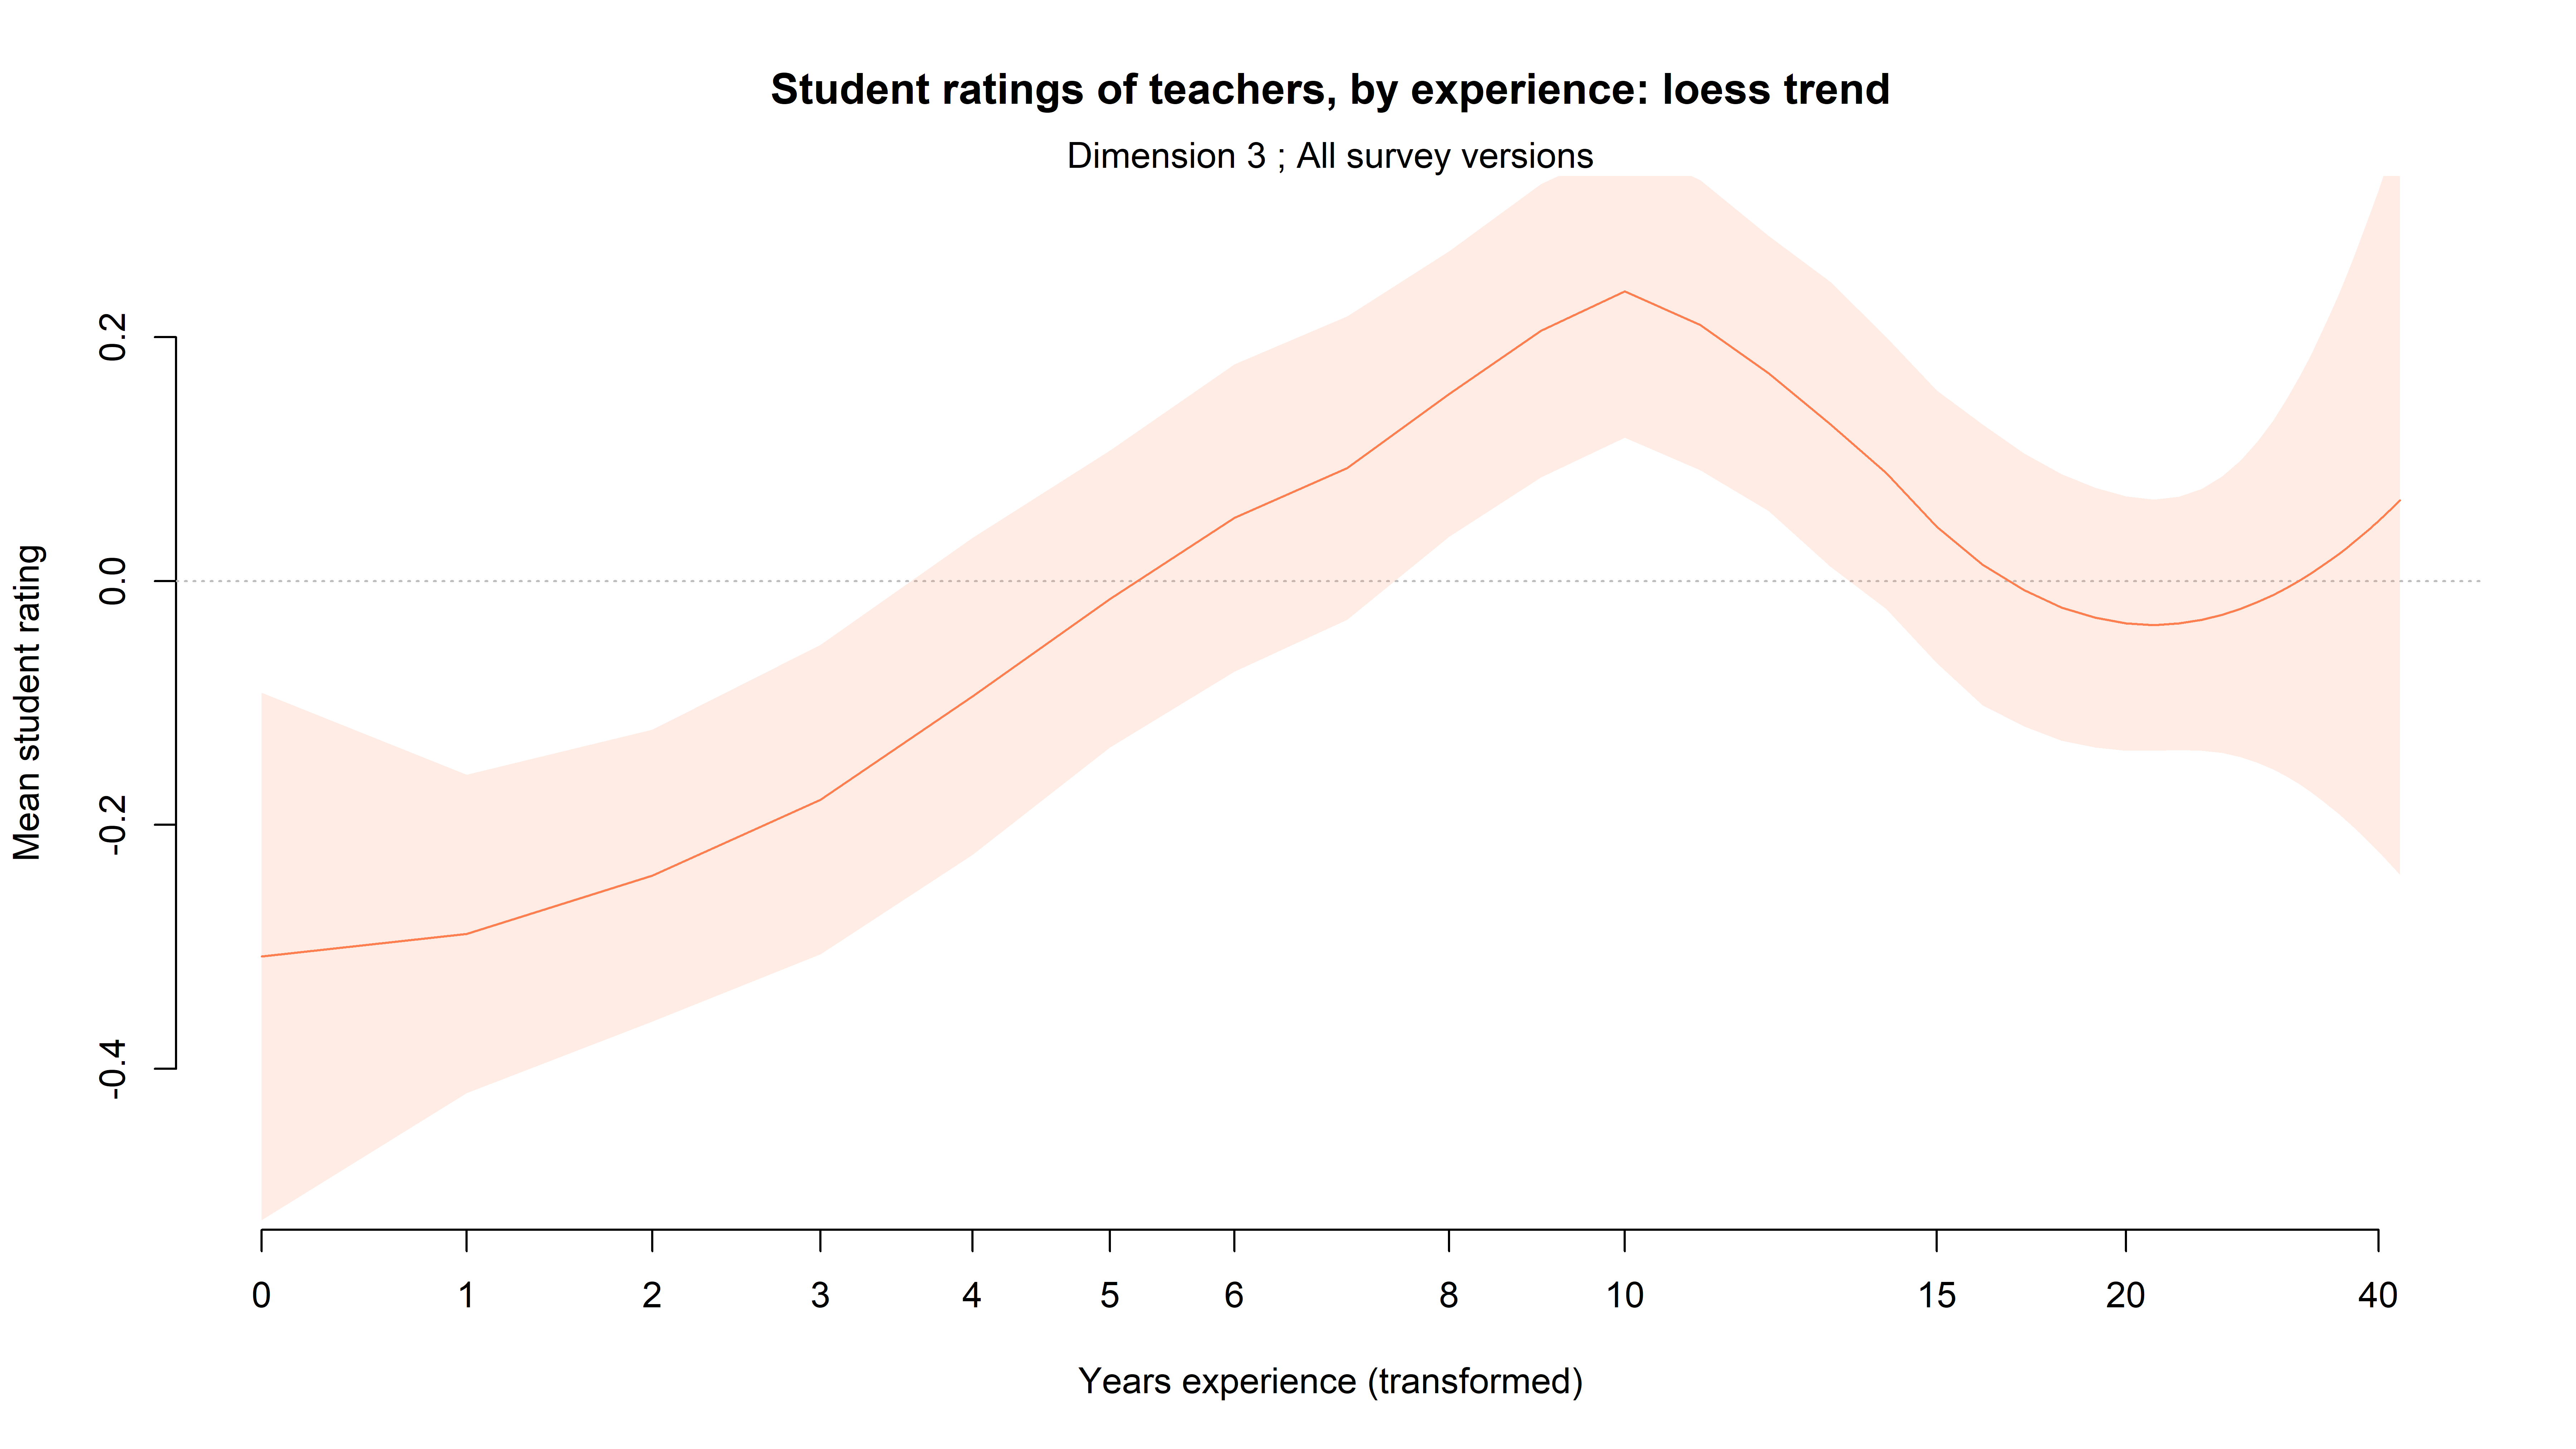 Student ratings of teachers, by experience: loess trend
Dimension 3 ; All survey versions
Mean student rating
0.2
0.0
-0.2
-0.4
0 1 2 3 4 5 6 8 10 15 20 40
Years experience (transformed)